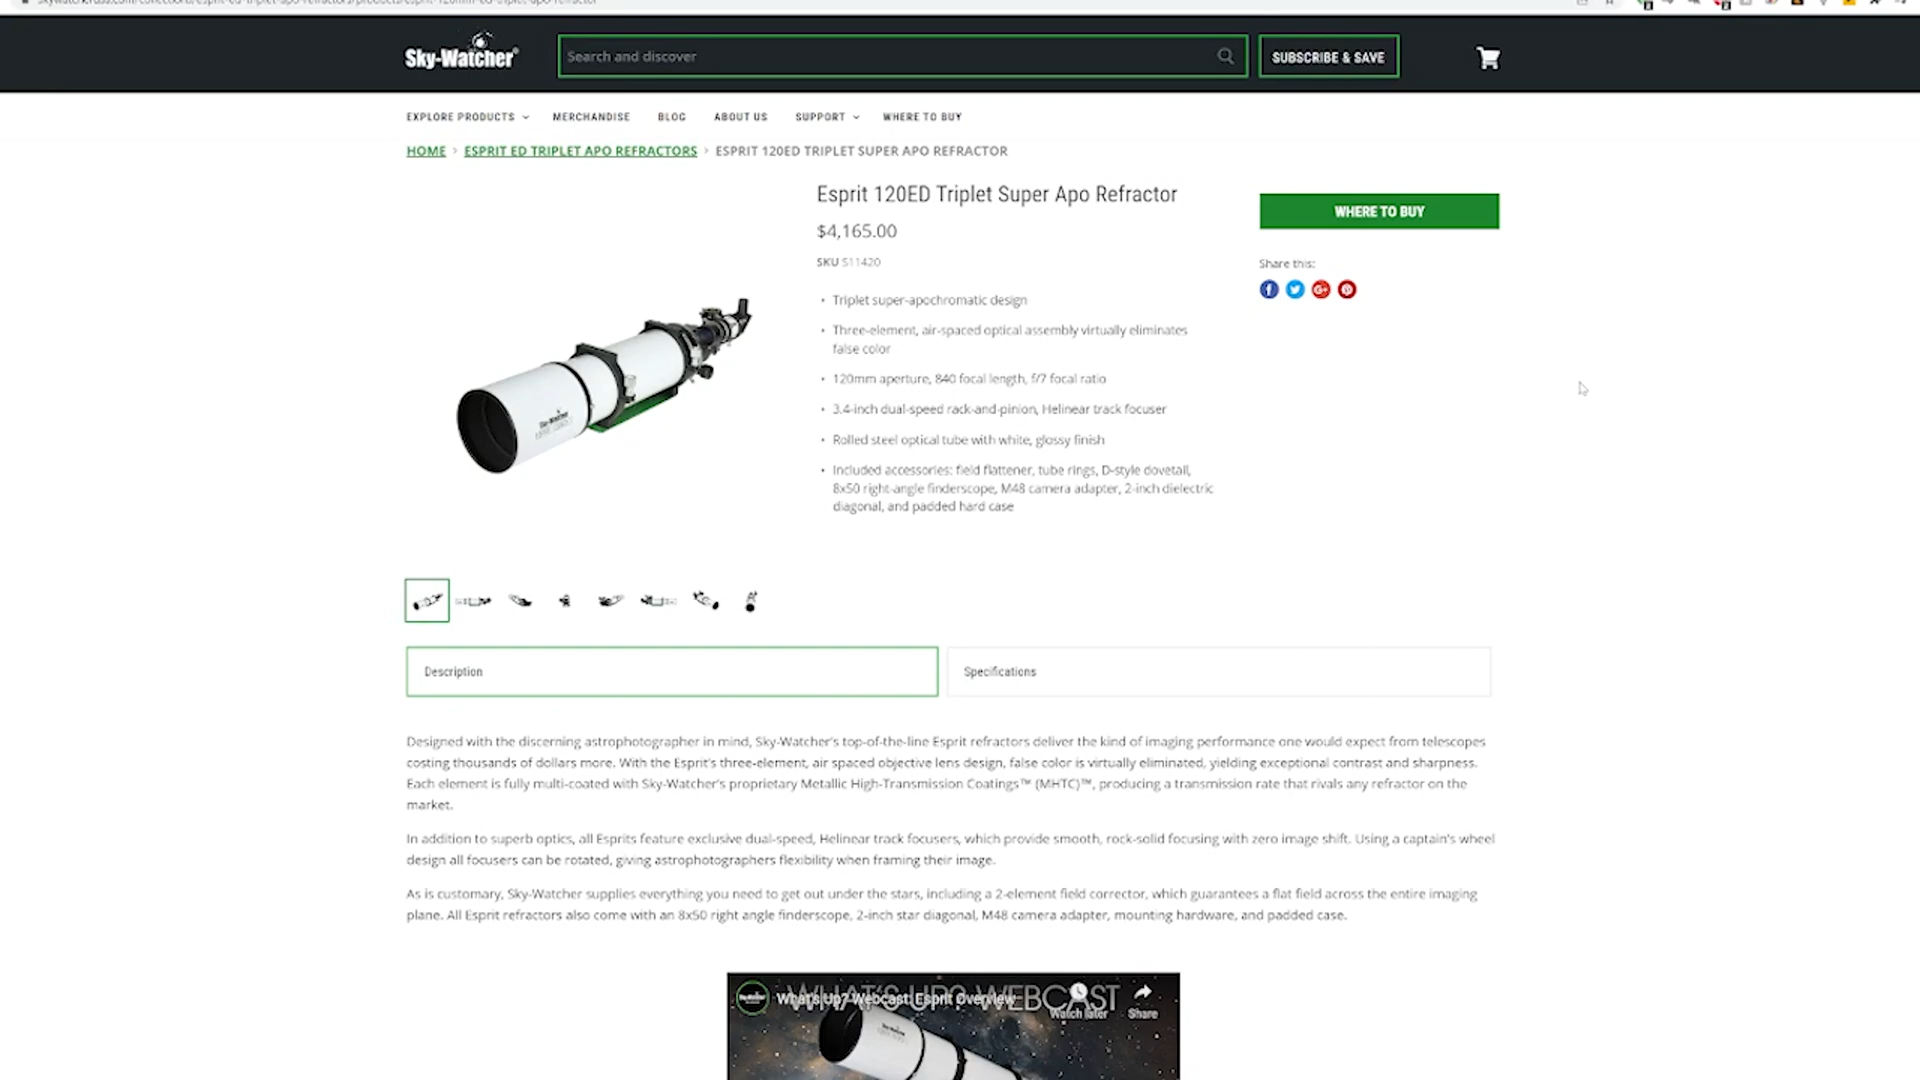 Sky-Watcher®
Search and discover
SUBSCRIBE & SAVE
EXPLORE PRODUCTS
MERCHANDISE
BLOG
ABOUT US
SUPPORT
WHERE TO BUY
HOME › ESPRIT ED TRIPLET APO REFRACTORS › ESPRIT 120ED TRIPLET SUPER APO REFRACTOR
Esprit 120ED Triplet Super Apo Refractor
$4,165.00
SKU S11420
• Triplet super-apochromatic design
• Three-element, air-spaced optical assembly virtually eliminates
false color
• 120mm aperture, 840 focal length, f/7 focal ratio
• 3.4-inch dual-speed rack-and-pinion, Helinear track focuser
• Rolled steel optical tube with white, glossy finish
• Included accessories: field flattener, tube rings, D-style dovetail,
8x50 right-angle finderscope, M48 camera adapter, 2-inch dielectric
diagonal, and padded hard case
WHERE TO BUY
Share this:
Sky-Watcher
Description
Specifications
Designed with the discerning astrophotographer in mind, Sky-Watcher's top-of-the-line Esprit refractors deliver the kind of imaging performance one would expect from telescopes
costing thousands of dollars more. With the Esprit's three-element, air spaced objective lens design, false color is virtually eliminated, yielding exceptional contrast and sharpness.
Each element is fully multi-coated with Sky-Watcher's proprietary Metallic High-Transmission Coatings™ (MHTC)™, producing a transmission rate that rivals any refractor on the
market.
In addition to superb optics, all Esprits feature exclusive dual-speed, Helinear track focusers, which provide smooth, rock-solid focusing with zero image shift. Using a captain's wheel
design all focusers can be rotated, giving astrophotographers flexibility when framing their image.
As is customary, Sky-Watcher supplies everything you need to get out under the stars, including a 2-element field corrector, which guarantees a flat field across the entire imaging
plane. All Esprit refractors also come with an 8x50 right angle finderscope, 2-inch star diagonal, M48 camera adapter, mounting hardware, and padded case.
WHAT'S UP? WEBCAST
What's Up? Webcast: Esprit Overview
Watch later
Share